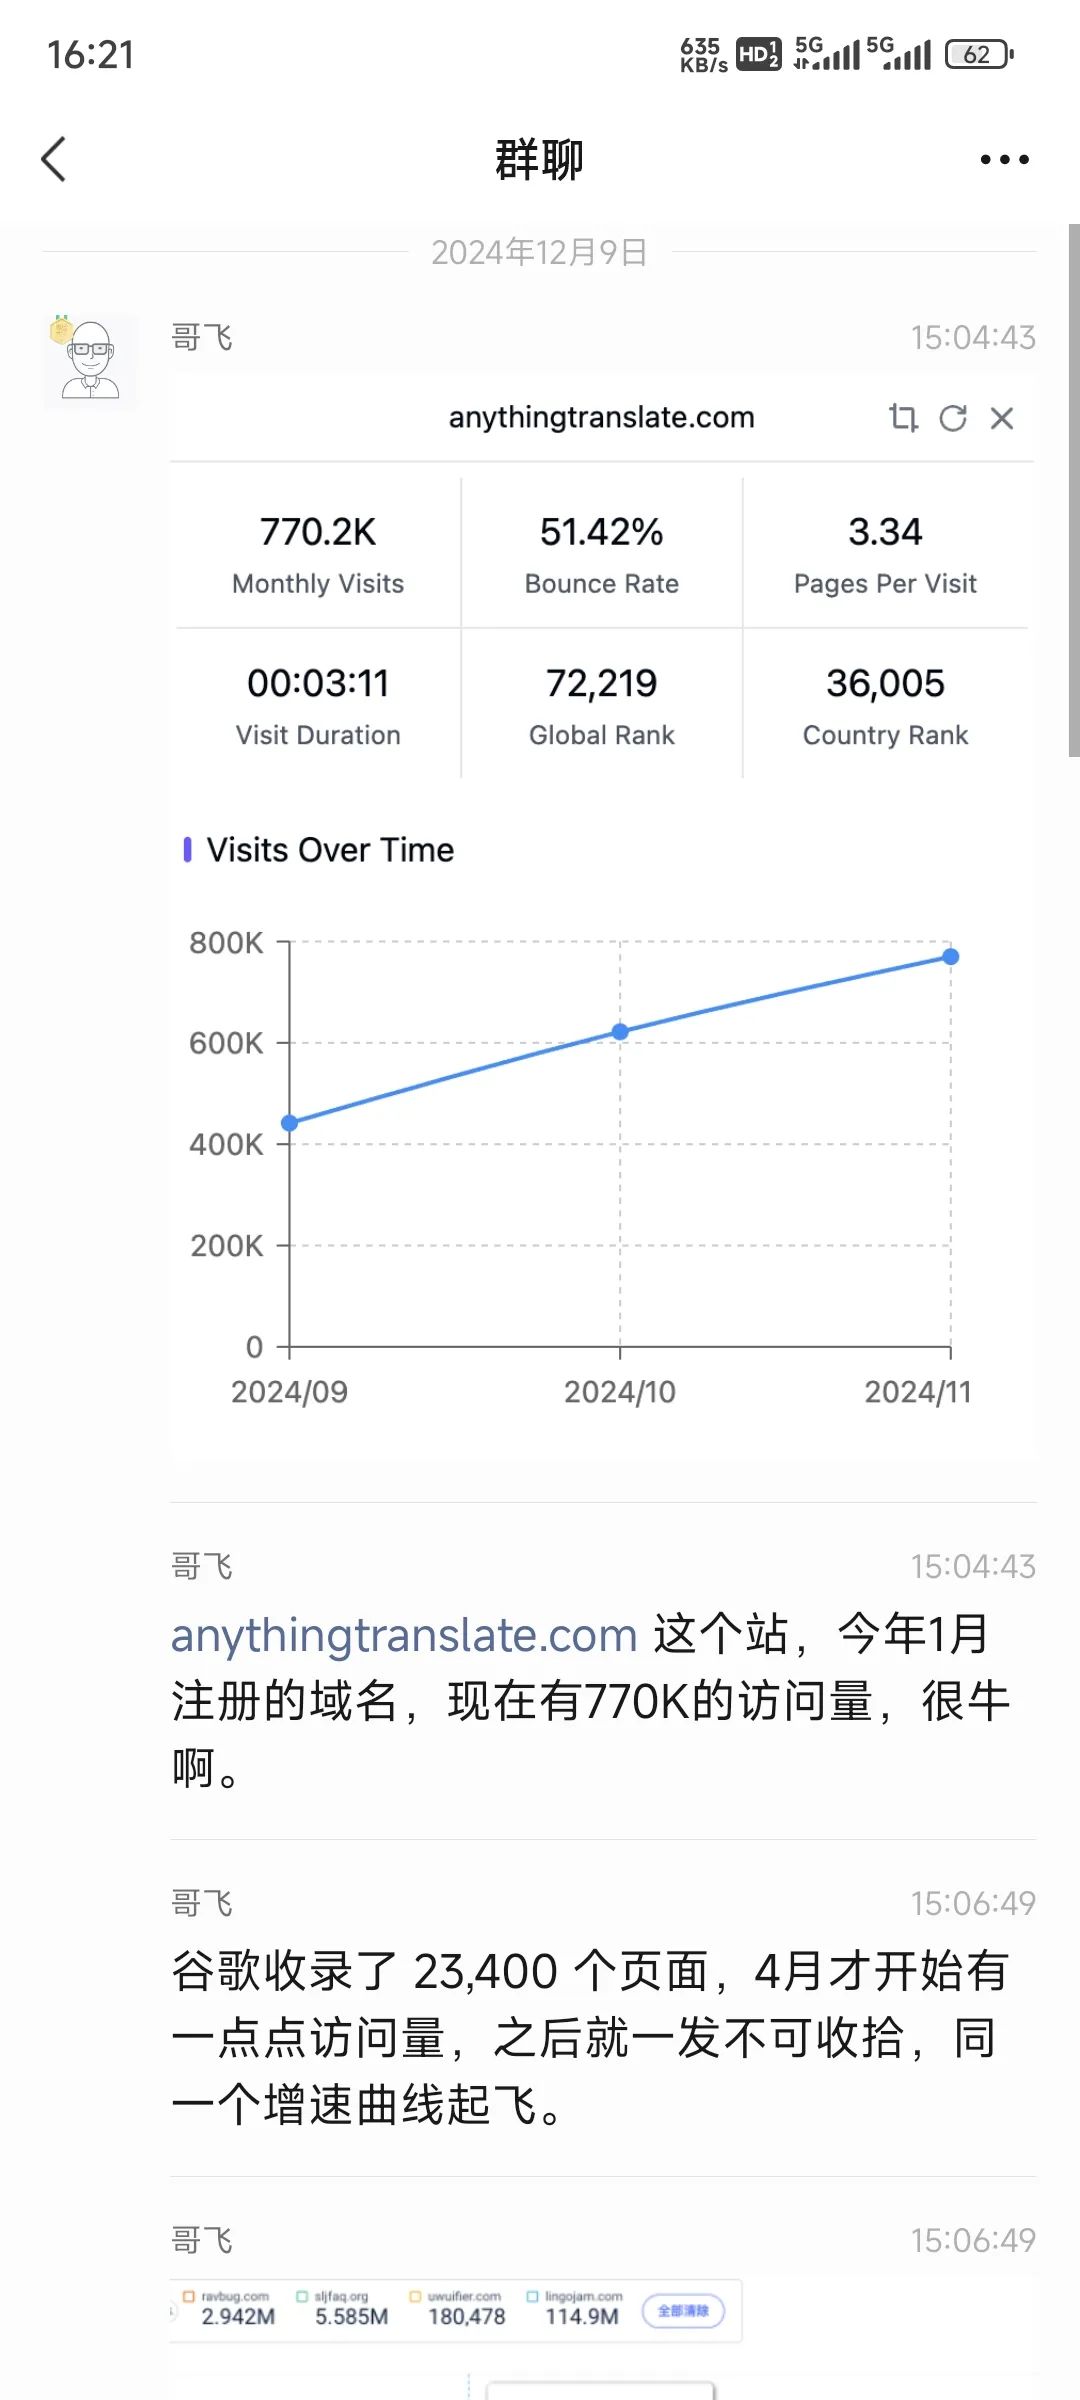 16:21
635 KB/s HD 1 2 5G 5G 62
群聊
2024年12月9日
哥飞 15:04:43
anythingtranslate.com
770.2K 51.42% 3.34
Monthly Visits Bounce Rate Pages Per Visit
00:03:11 72,219 36,005
Visit Duration Global Rank Country Rank
Visits Over Time
800K
600K
400K
200K
0
2024/09 2024/10 2024/11
哥飞 15:04:43
anythingtranslate.com 这个站，今年1月
注册的域名，现在有770K的访问量，很牛
啊。
哥飞 15:06:49
谷歌收录了 23,400 个页面，4月才开始有
一点点访问量，之后就一发不可收拾，同
一个增速曲线起飞。
哥飞 15:06:49
ravbug.com sljfaq.org uwuifier.com lingojam.com
2.942M 5.585M 180,478 114.9M 全部清除